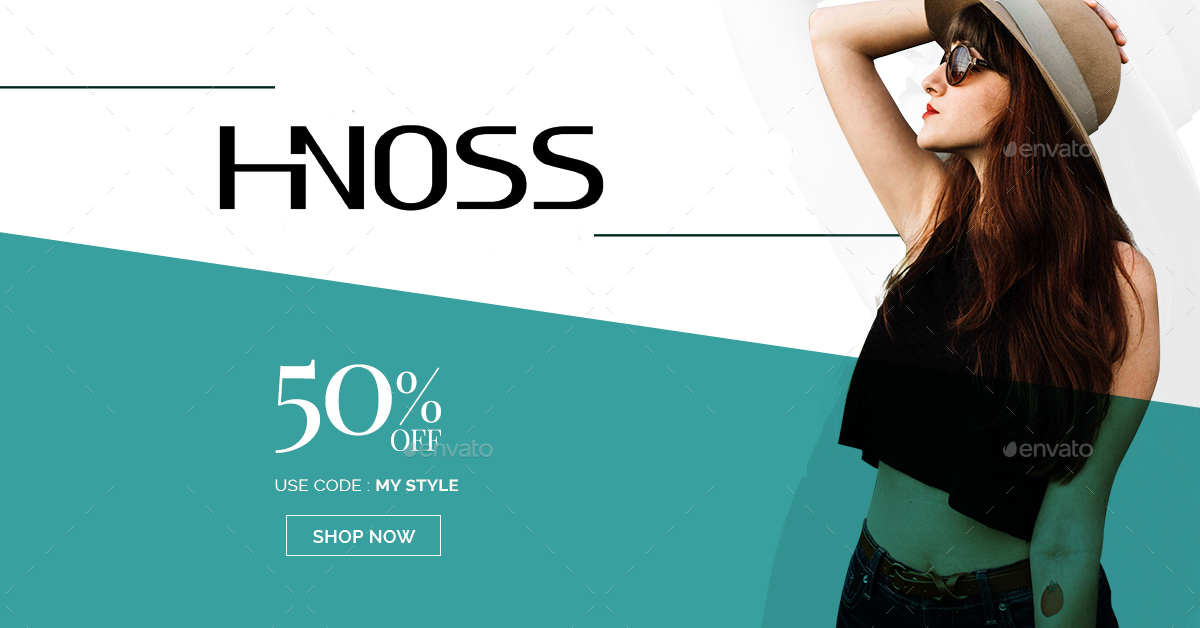 HNOSS
envato
50%
OFF
envato
envato
USE CODE : MY STYLE
SHOP NOW